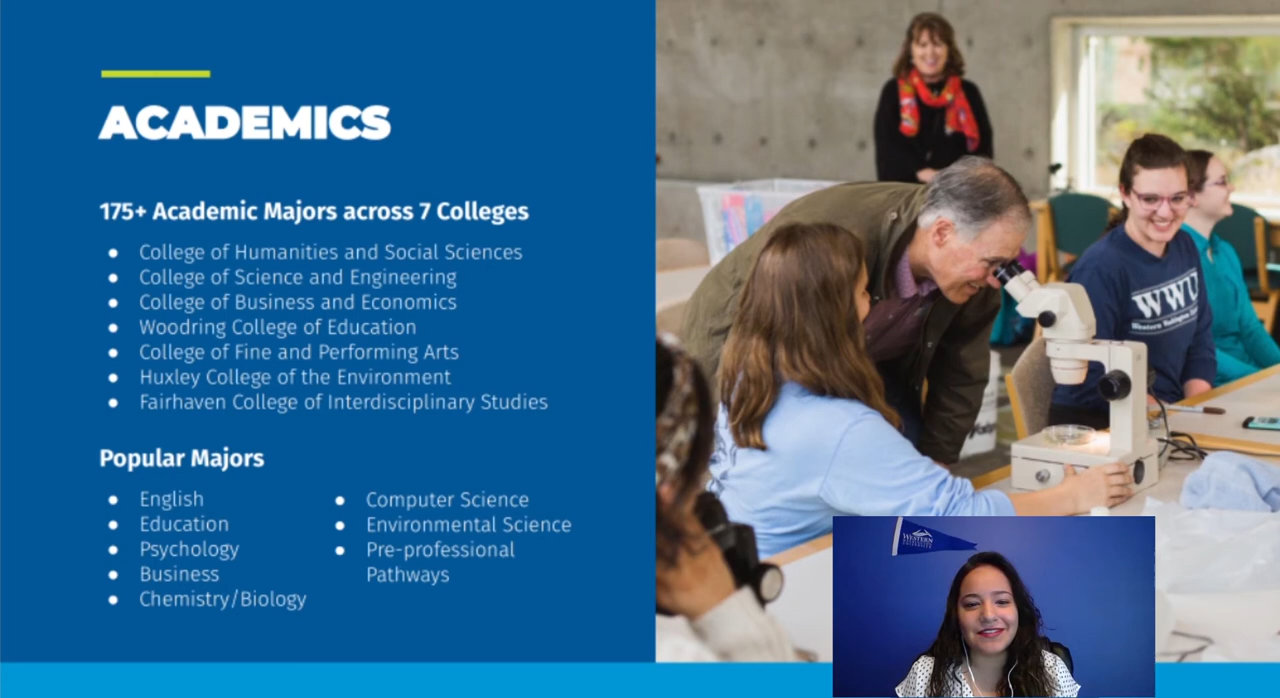 ACADEMICS
175+ Academic Majors across 7 Colleges
● College of Humanities and Social Sciences
● College of Science and Engineering
● College of Business and Economics
● Woodring College of Education
● College of Fine and Performing Arts
● Huxley College of the Environment
● Fairhaven College of Interdisciplinary Studies
Popular Majors
● English
● Education
● Psychology
● Business
● Chemistry/Biology
● Computer Science
● Environmental Science
● Pre-professional
Pathways
WWU
Western Washington
WESTERN